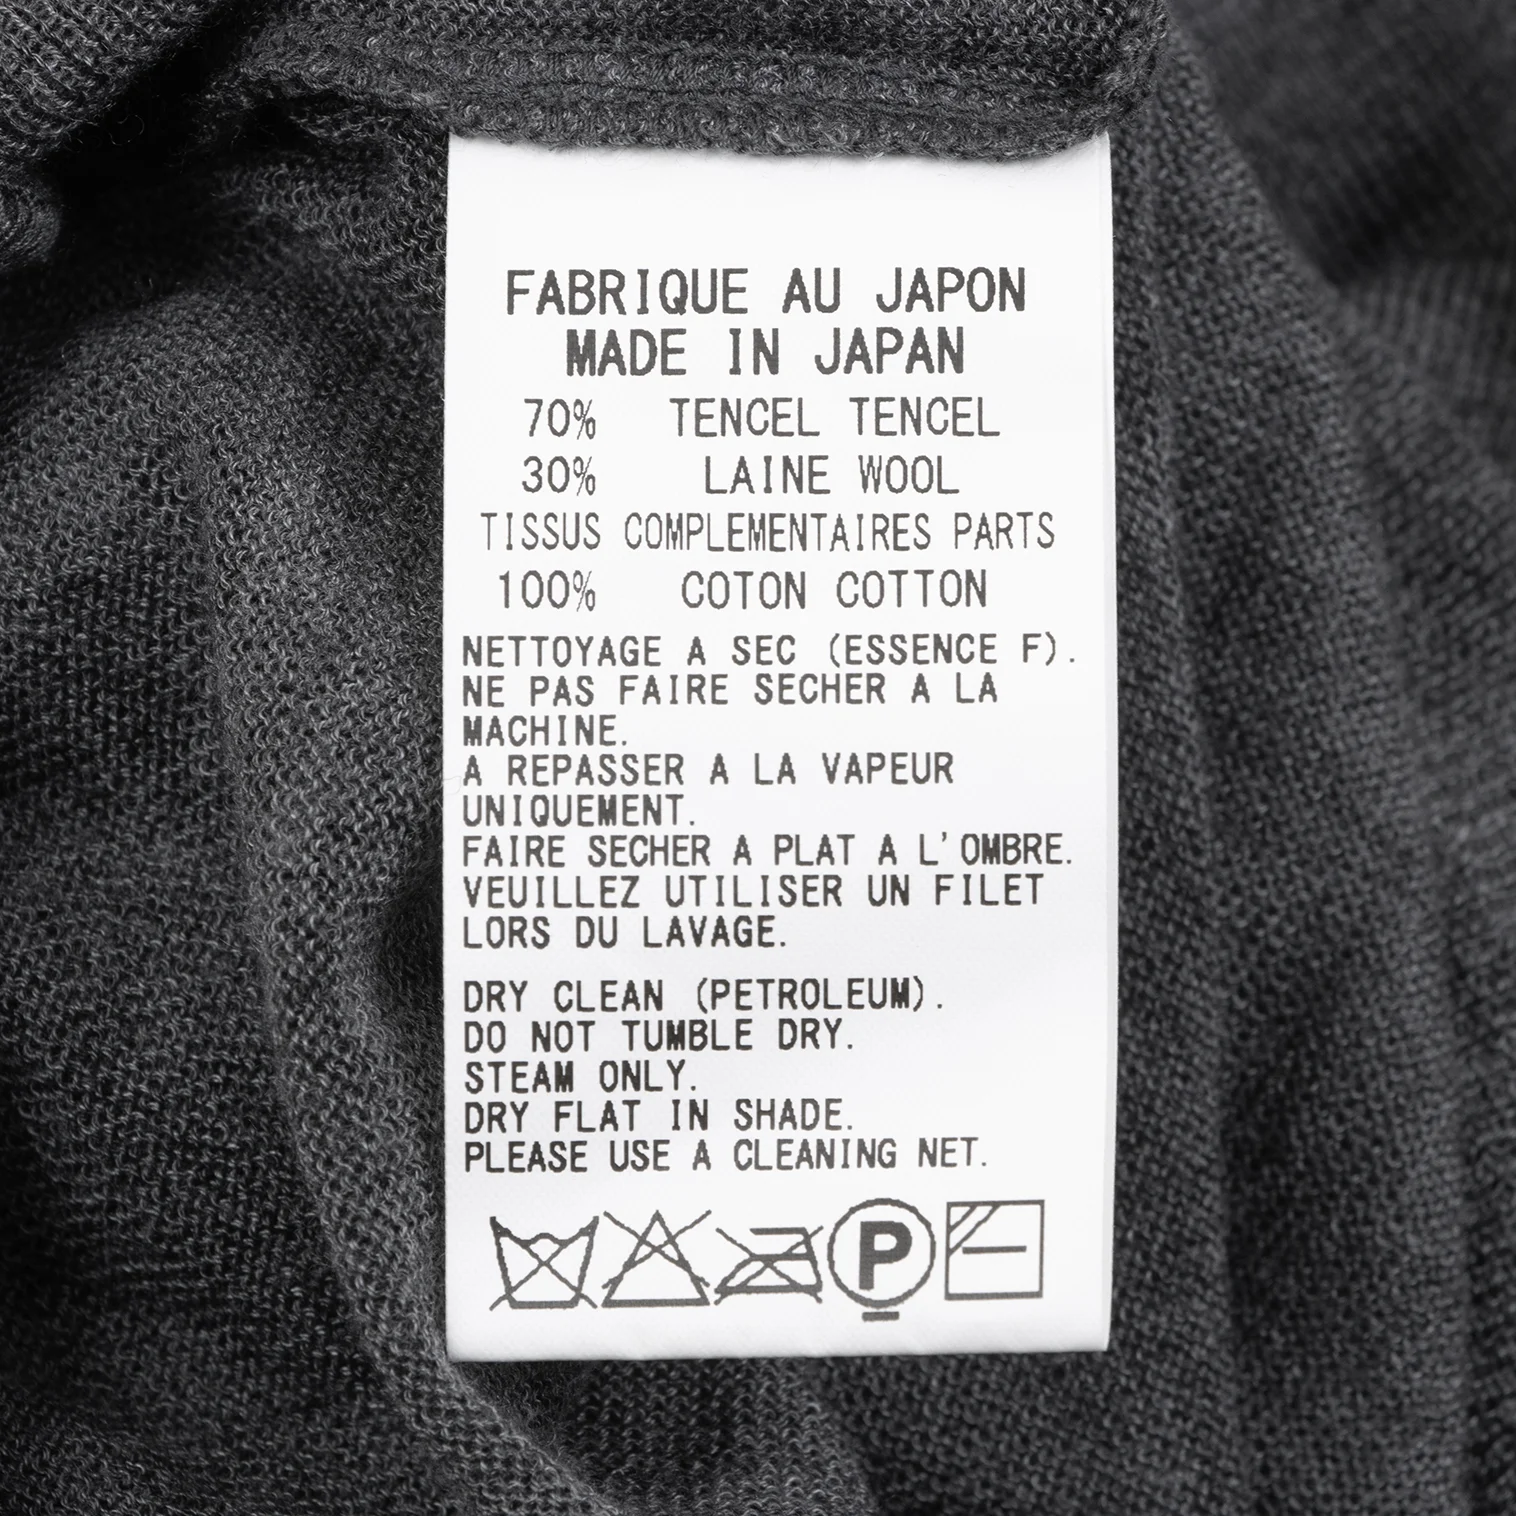 FABRIQUE AU JAPON
MADE IN JAPAN
70% TENCEL TENCEL
30% LAINE WOOL
TISSUS COMPLEMENTAIRES PARTS
100% COTON COTTON
NETTOYAGE A SEC (ESSENCE F).
NE PAS FAIRE SECHER A LA
MACHINE.
A REPASSER A LA VAPEUR
UNIQUEMENT.
FAIRE SECHER A PLAT A L'OMBRE.
VEUILLEZ UTILISER UN FILET
LORS DU LAVAGE.
DRY CLEAN (PETROLEUM).
DO NOT TUMBLE DRY.
STEAM ONLY.
DRY FLAT IN SHADE.
PLEASE USE A CLEANING NET.
P